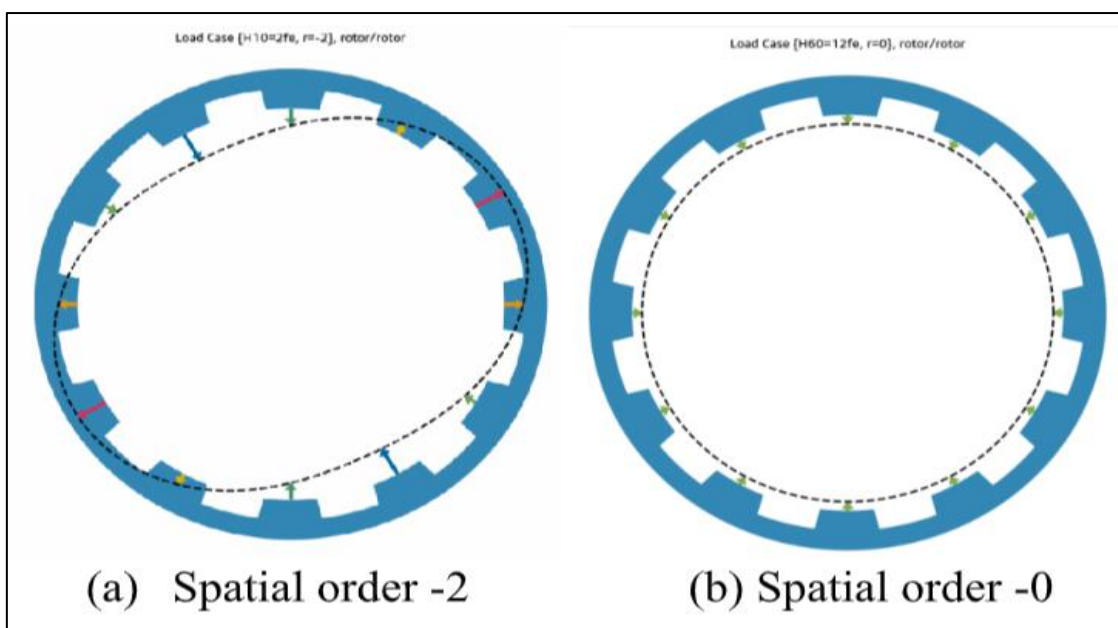 Load Case [H10=2fe, r=-2], rotor/rotor
Load Case [H60=12fe, r=0], rotor/rotor
(a) Spatial order -2
(b) Spatial order -0